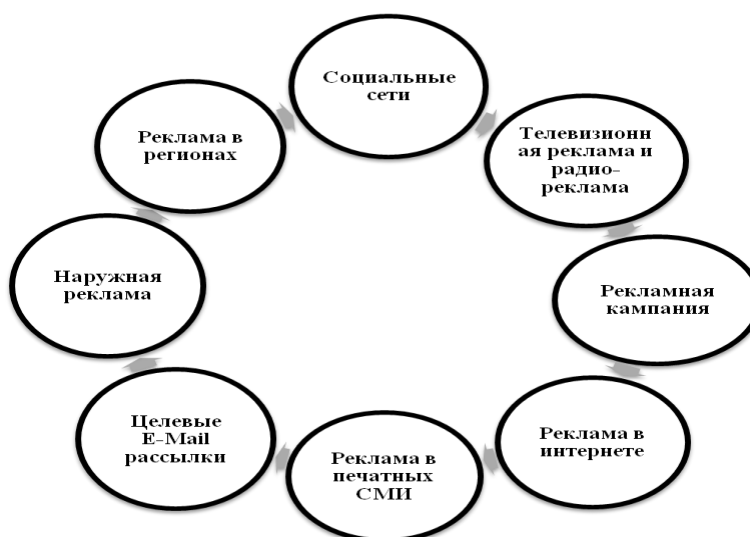 Социальные
сети
Телевизионн
ая реклама и
радио-
реклама
Рекламная
кампания
Реклама в
интернете
Реклама в
печатных
СМИ
Целевые
E-Mail
рассылки
Наружная
реклама
Реклама в
регионах